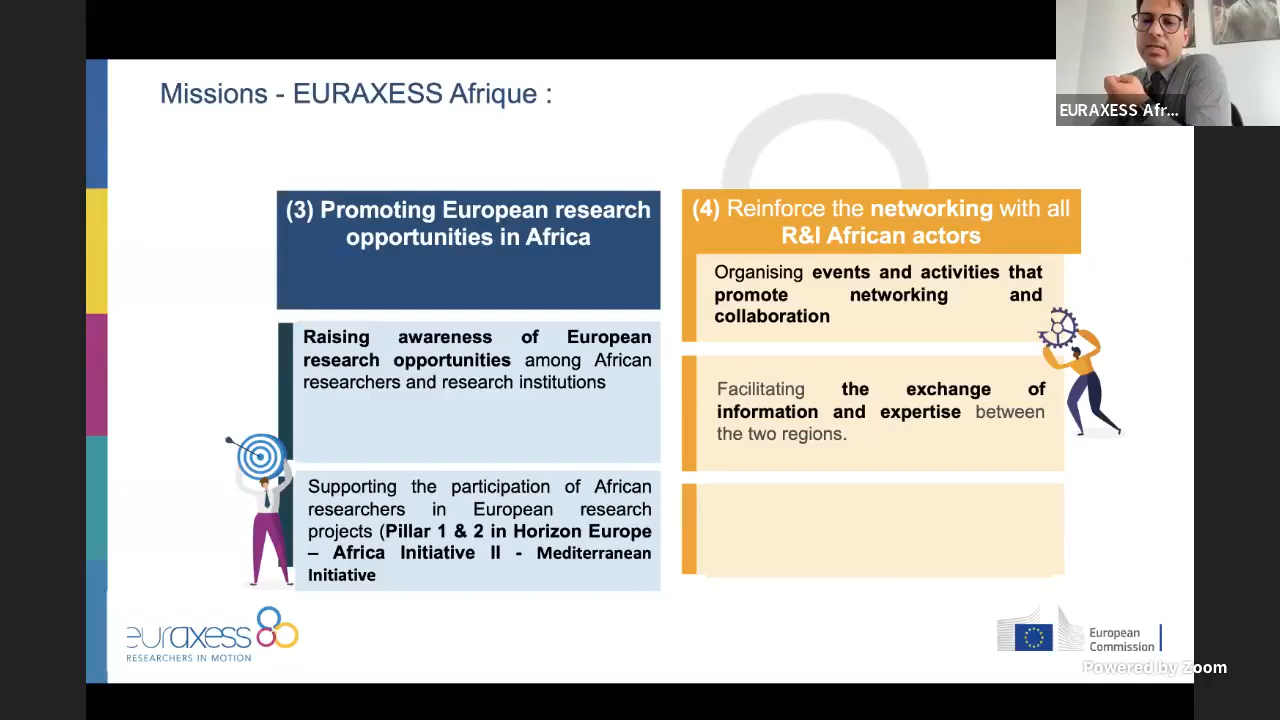 Missions - EURAXESS Afrique :
EURAXESS Afr...
(3) Promoting European research
opportunities in Africa
Raising awareness of European
research opportunities among African
researchers and research institutions
Supporting the participation of African
researchers in European research
projects (Pillar 1 & 2 in Horizon Europe
– Africa Initiative II - Mediterranean
Initiative
(4) Reinforce the networking with all
R&I African actors
Organising events and activities that
promote networking and
collaboration
Facilitating the exchange of
information and expertise between
the two regions.
euraxess
RESEARCHERS IN MOTION
European
Commission
Powered by Zoom